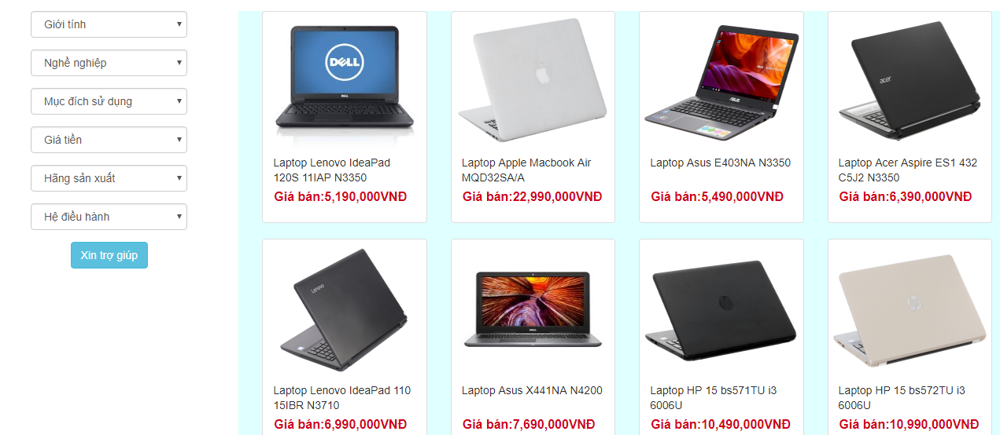 Giới tính
Nghề nghiệp
Mục đích sử dụng
Giá tiền
Hãng sản xuất
Hệ điều hành
Xin trợ giúp
DELL
DELL
Laptop Lenovo IdeaPad
120S 11IAP N3350
Giá bán:5,190,000VNĐ
Laptop Apple Macbook Air
MQD32SA/A
Giá bán:22,990,000VNĐ
ASUS
Laptop Asus E403NA N3350
Giá bán:5,490,000VNĐ
acer
Laptop Acer Aspire ES1 432
C5J2 N3350
Giá bán:6,390,000VNĐ
Lenovo
Laptop Lenovo IdeaPad 110
15IBR N3710
Giá bán:6,990,000VNĐ
DELL
Laptop Asus X441NA N4200
Giá bán:7,690,000VNĐ
hp
Laptop HP 15 bs571TU i3
6006U
Giá bán:10,490,000VNĐ
hp
Laptop HP 15 bs572TU i3
6006U
Giá bán:10,990,000VNĐ